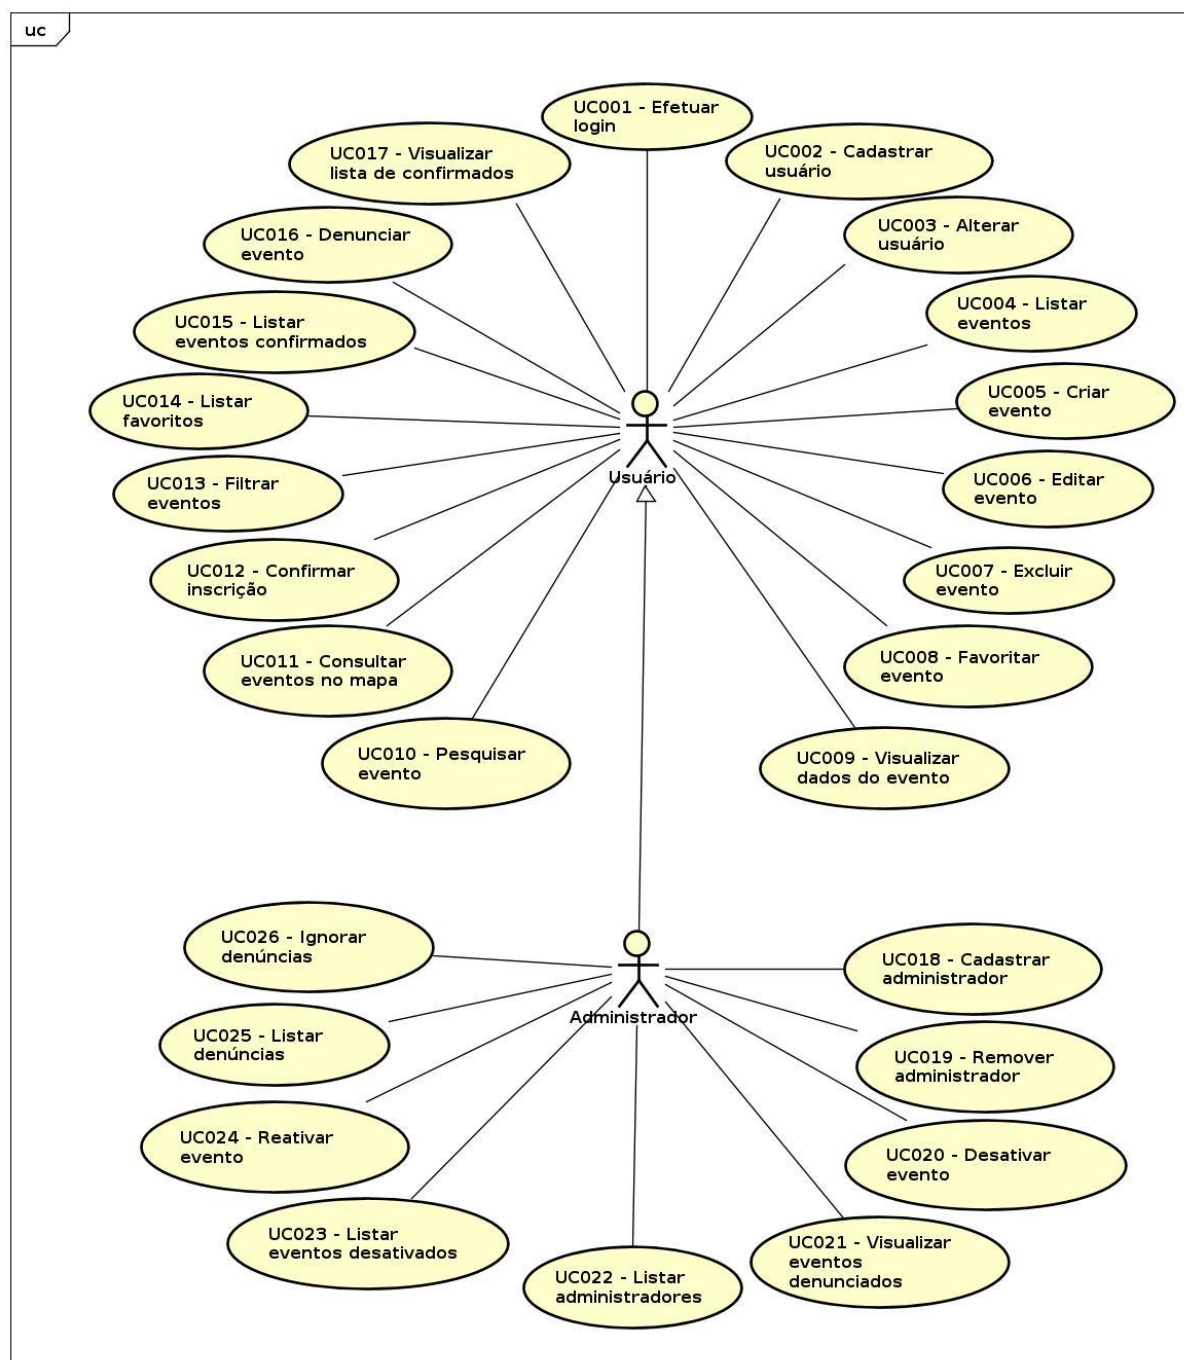 uc
UC001 - Efetuar
login
UC017 - Visualizar
lista de confirmados
UC002 - Cadastrar
usuário
UC016 - Denunciar
evento
UC003 - Alterar
usuário
UC015 - Listar
eventos confirmados
UC004 - Listar
eventos
UC014 - Listar
favoritos
UC005 - Criar
evento
UC013 - Filtrar
eventos
Usuário
UC006 - Editar
evento
UC012 - Confirmar
inscrição
UC007 - Excluir
evento
UC011 - Consultar
eventos no mapa
UC008 - Favoritar
evento
UC010 - Pesquisar
evento
UC009 - Visualizar
dados do evento
UC026 - Ignorar
denúncias
Administrador
UC018 - Cadastrar
administrador
UC025 - Listar
denúncias
UC019 - Remover
administrador
UC024 - Reativar
evento
UC020 - Desativar
evento
UC023 - Listar
eventos desativados
UC021 - Visualizar
eventos
denunciados
UC022 - Listar
administradores